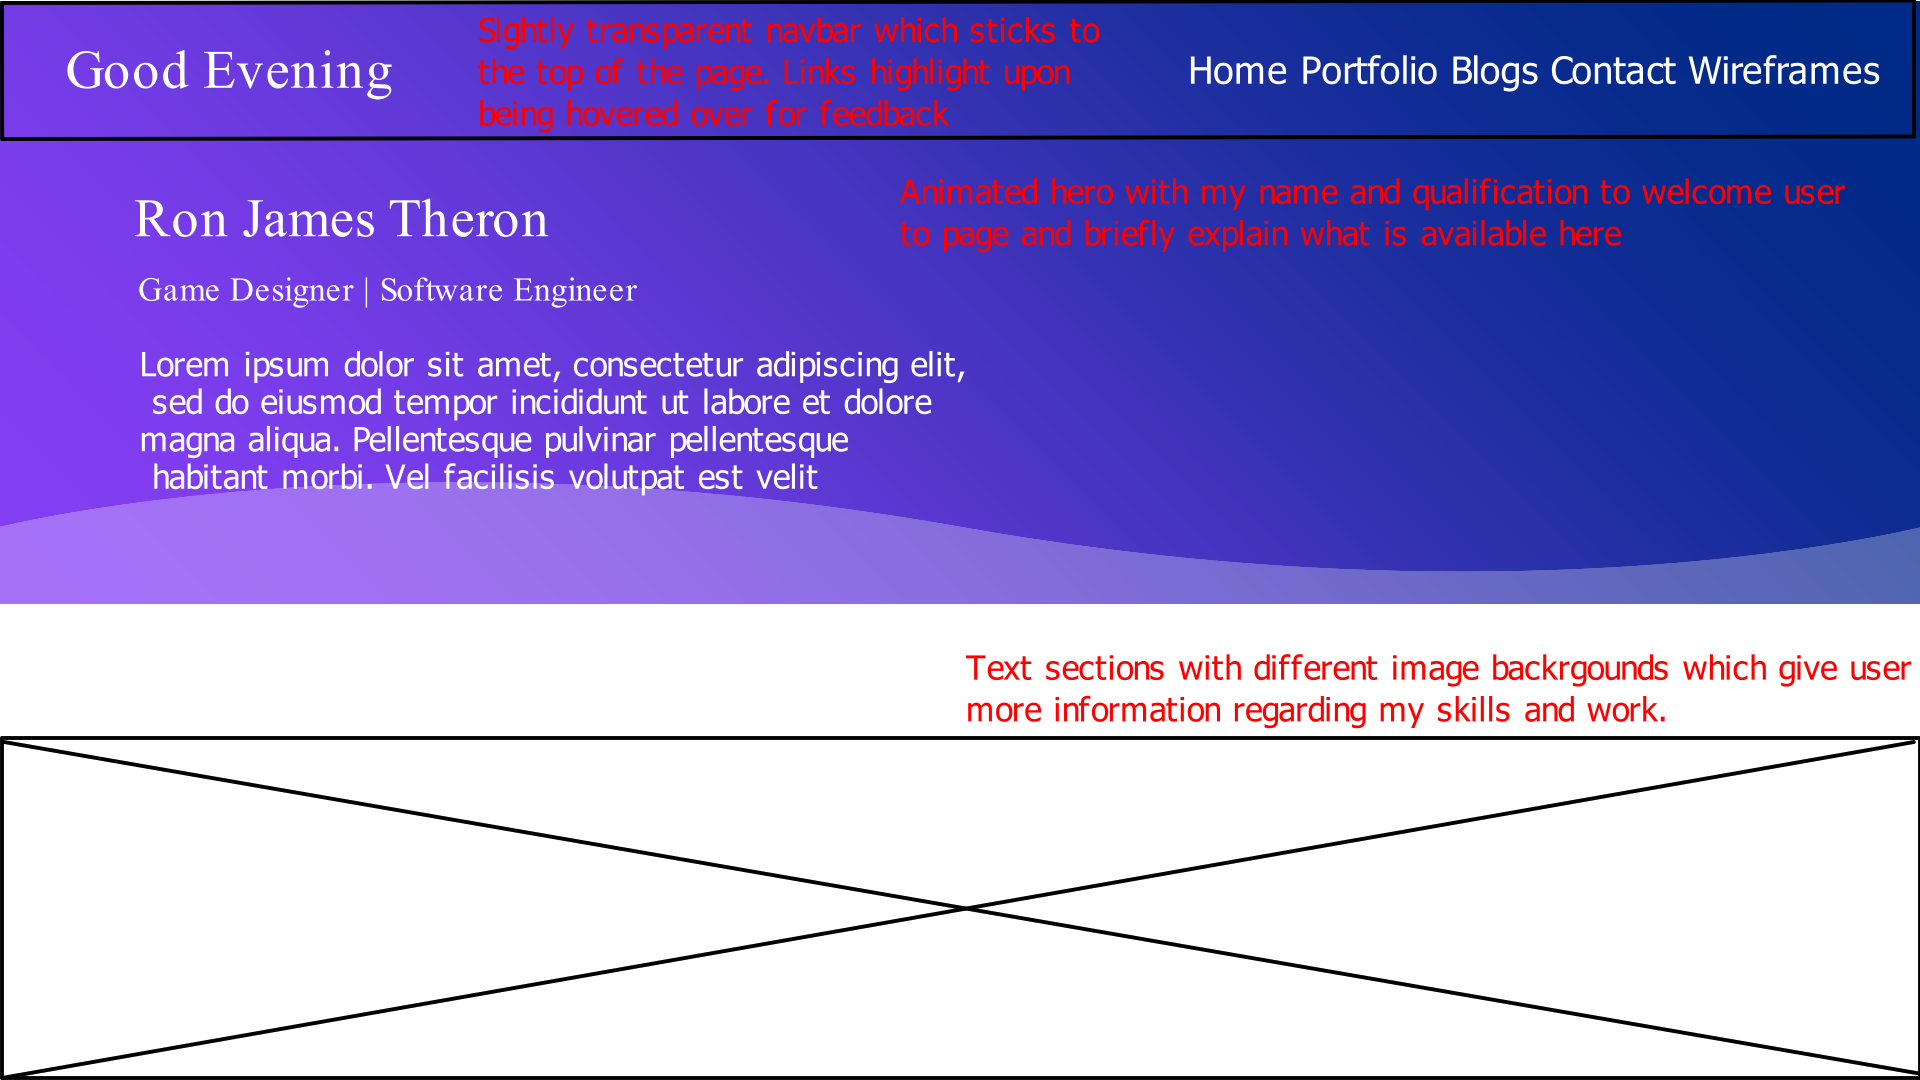 Good Evening
Sightly transparent navbar which sticks to
the top of the page. Links highlight upon
being hovered over for feedback
Home Portfolio Blogs Contact Wireframes
Ron James Theron
Animated hero with my name and qualification to welcome user
to page and briefly explain what is available here
Game Designer | Software Engineer
Lorem ipsum dolor sit amet, consectetur adipiscing elit,
sed do eiusmod tempor incididunt ut labore et dolore
magna aliqua. Pellentesque pulvinar pellentesque
habitant morbi. Vel facilisis volutpat est velit
Text sections with different image backrgounds which give user
more information regarding my skills and work.